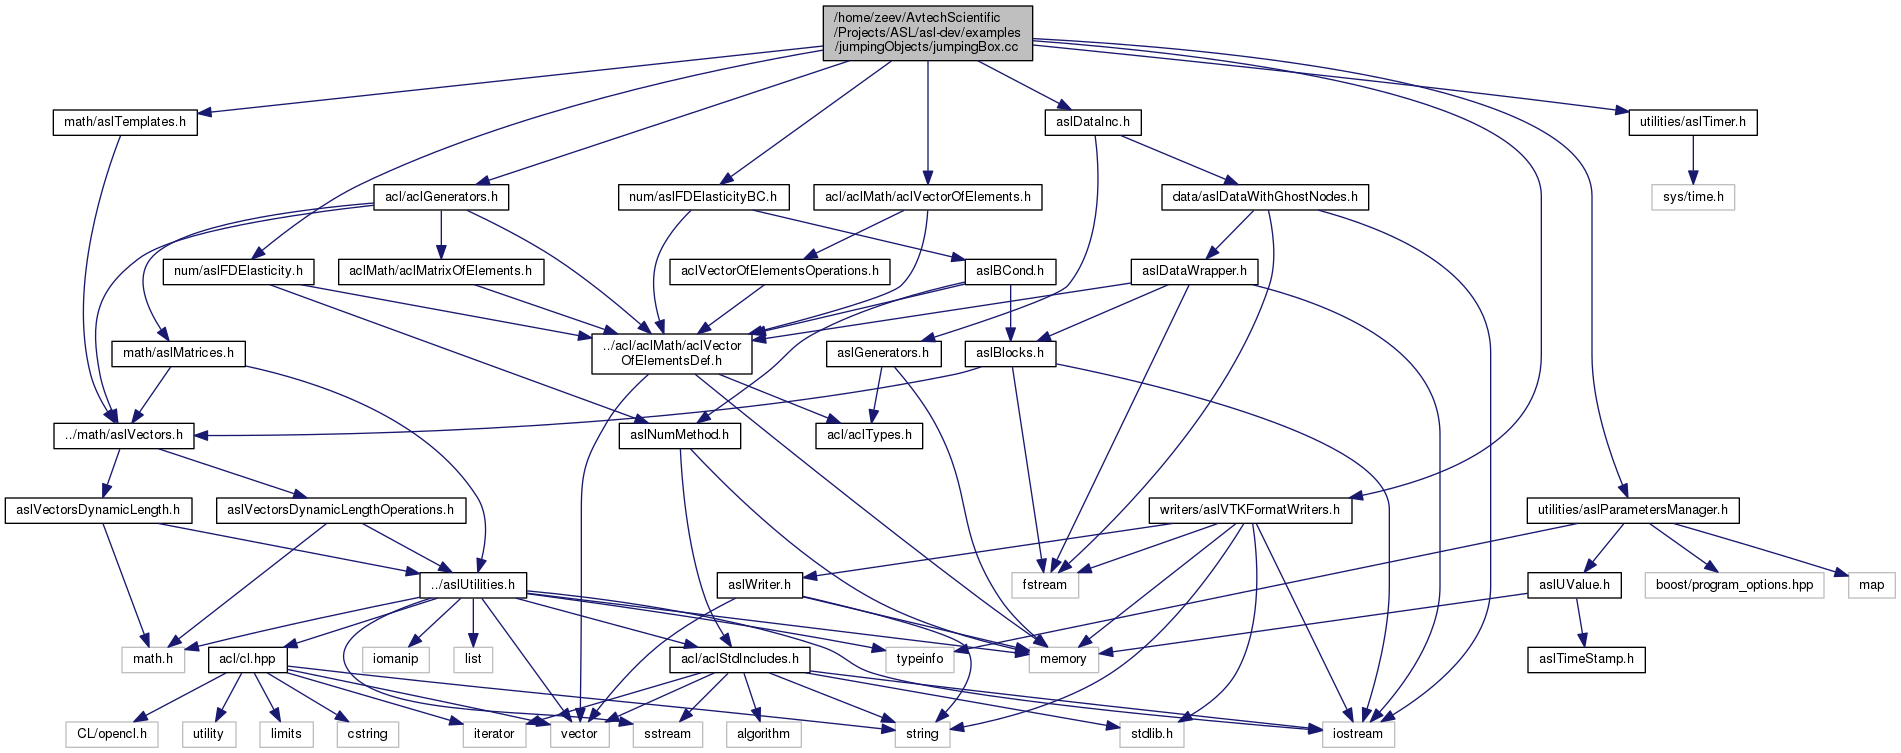 /home/zeev/AvtechScientific
/Projects/ASL/asl-dev/examples
/jumpingObjects/jumpingBox.cc
math/aslTemplates.h
aslDataInc.h
utilities/aslTimer.h
acl/aclGenerators.h
num/aslFDElasticityBC.h
acl/aclMath/aclVectorOfElements.h
data/aslDataWithGhostNodes.h
sys/time.h
num/aslFDElasticity.h
aclMath/aclMatrixOfElements.h
aclVectorOfElementsOperations.h
aslBCond.h
aslDataWrapper.h
math/aslMatrices.h
../acl/aclMath/aclVector
OfElementsDef.h
aslGenerators.h
aslBlocks.h
../math/aslVectors.h
aslNumMethod.h
acl/aclTypes.h
aslVectorsDynamicLength.h
aslVectorsDynamicLengthOperations.h
writers/aslVTKFormatWriters.h
utilities/aslParametersManager.h
../aslUtilities.h
aslWriter.h
fstream
aslUValue.h
boost/program_options.hpp
map
math.h
acl/cl.hpp
iomanip
list
acl/aclStdIncludes.h
typeinfo
memory
aslTimeStamp.h
CL/opencl.h
utility
limits
cstring
iterator
vector
sstream
algorithm
string
stdlib.h
iostream